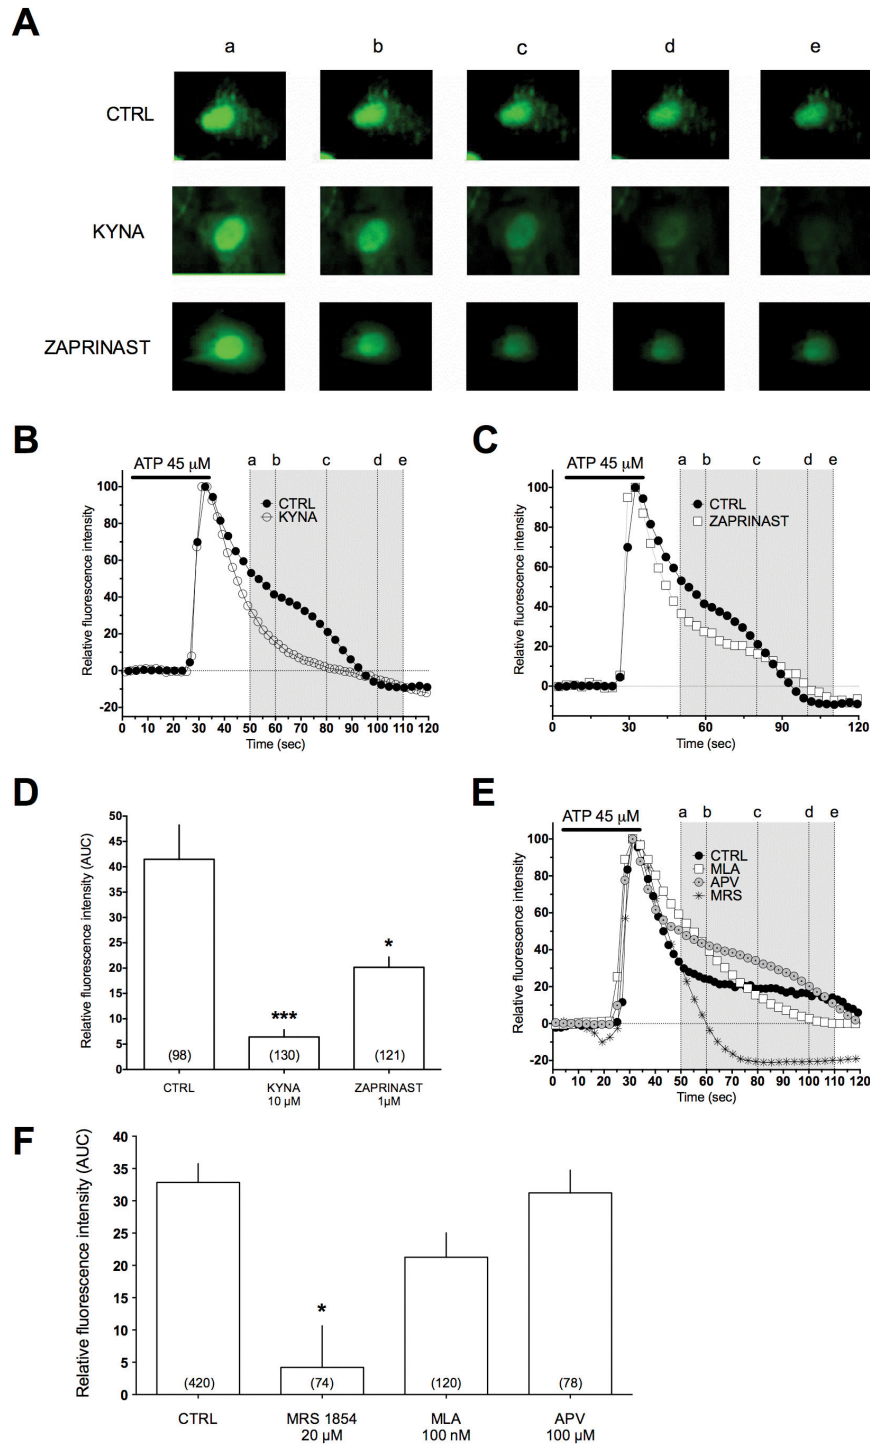 A
a b c d e
CTRL
KYNA
ZAPRINAST
B
ATP 45 μM
a b c d e
CTRL
KYNA
Relative fluorescence intensity
100
80
60
40
20
0
-20
0 10 20 30 40 50 60 70 80 90 100 110 120
Time (sec)
C
ATP 45 μM
a b c d e
CTRL
ZAPRINAST
Relative fluorescence intensity
100
80
60
40
20
0
0 30 60 90 120
Time (sec)
D
Relative fluorescence intensity (AUC)
50
45
40
35
30
25
20
15
10
5
0
***
*
(98) (130) (121)
CTRL KYNA ZAPRINAST
10 μM 1μM
E
ATP 45 μM
a b c d e
CTRL
MLA
APV
MRS
Relative fluorescence intensity
100
80
60
40
20
0
-20
0 10 20 30 40 50 60 70 80 90 100 110 120
Time (sec)
F
Relative fluorescence intensity (AUC)
40
35
30
25
20
15
10
5
0
*
(420) (74) (120) (78)
CTRL MRS 1854 MLA APV
20 μM 100 nM 100 μM